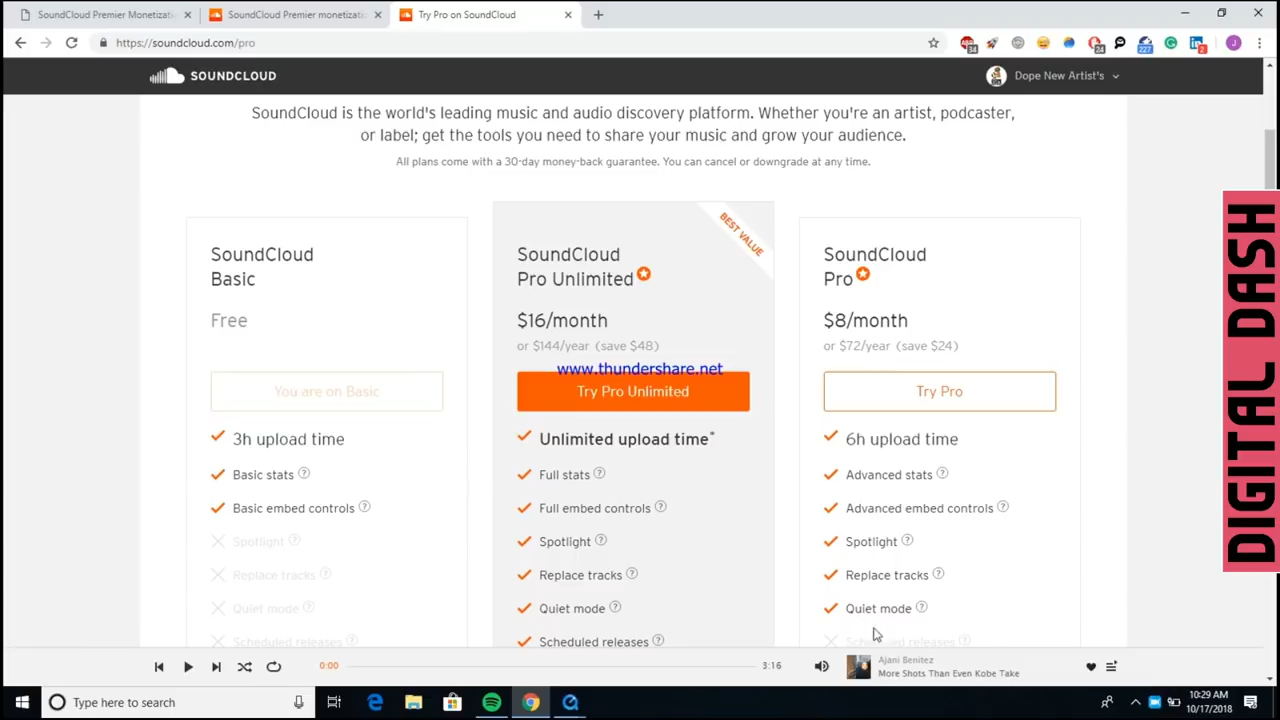 SoundCloud Premier Monetizati
SoundCloud Premier monetizatio
Try Pro on SoundCloud
https://soundcloud.com/pro
34
24
227
2
J
SOUNDCLOUD
Dope New Artist's
SoundCloud is the world's leading music and audio discovery platform. Whether you're an artist, podcaster,
or label; get the tools you need to share your music and grow your audience.
All plans come with a 30-day money-back guarantee. You can cancel or downgrade at any time.
SoundCloud
Basic
Free
You are on Basic
3h upload time
Basic stats
Basic embed controls
Spotlight
Replace tracks
Quiet mode
Scheduled releases
BEST VALUE
SoundCloud
Pro Unlimited
$16/month
or $144/year (save $48)
www.thundershare.net
Try Pro Unlimited
Unlimited upload time*
Full stats
Full embed controls
Spotlight
Replace tracks
Quiet mode
Scheduled releases
SoundCloud
Pro
$8/month
or $72/year (save $24)
Try Pro
6h upload time
Advanced stats
Advanced embed controls
Spotlight
Replace tracks
Quiet mode
Scheduled releases
DIGITAL DASH
0:00
3:16
Ajani Benitez
More Shots Than Even Kobe Take
Type here to search
10:29 AM
10/17/2018